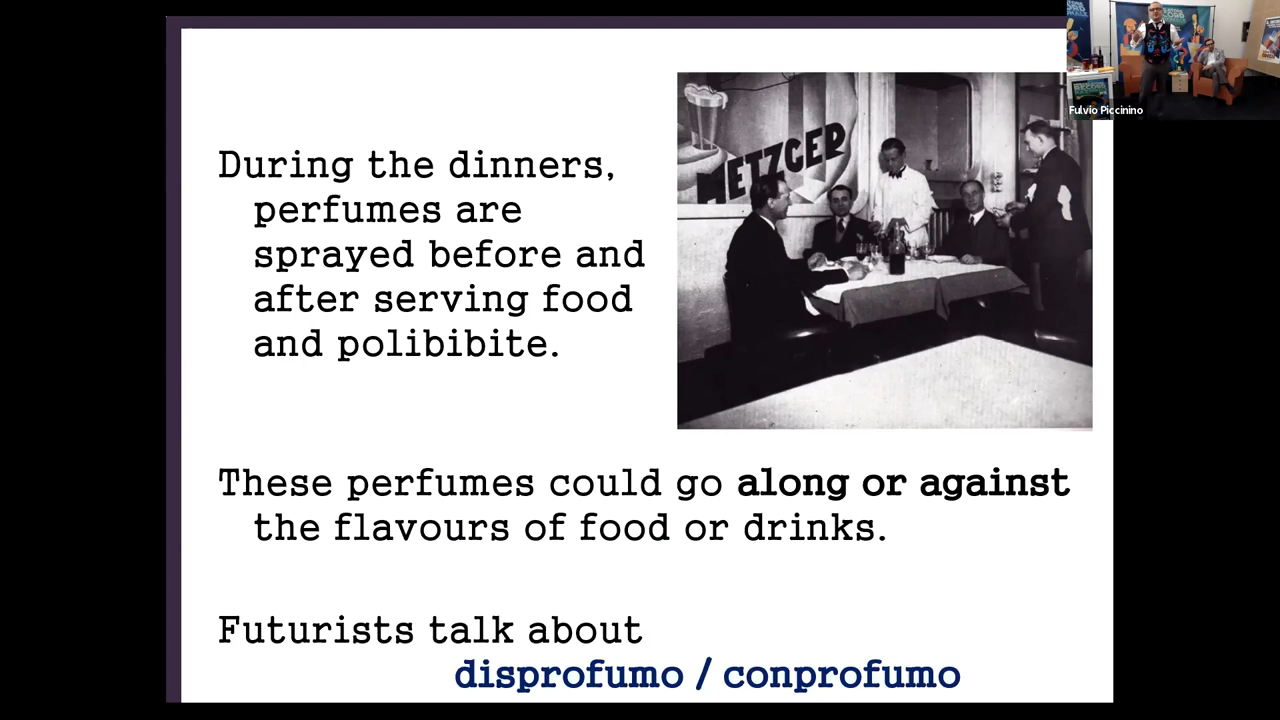 During the dinners,
perfumes are
sprayed before and
after serving food
and polibibite.
METZGER
These perfumes could go along or against
the flavours of food or drinks.
Futurists talk about
disprofumo / conprofumo
Fulvio Piccinino